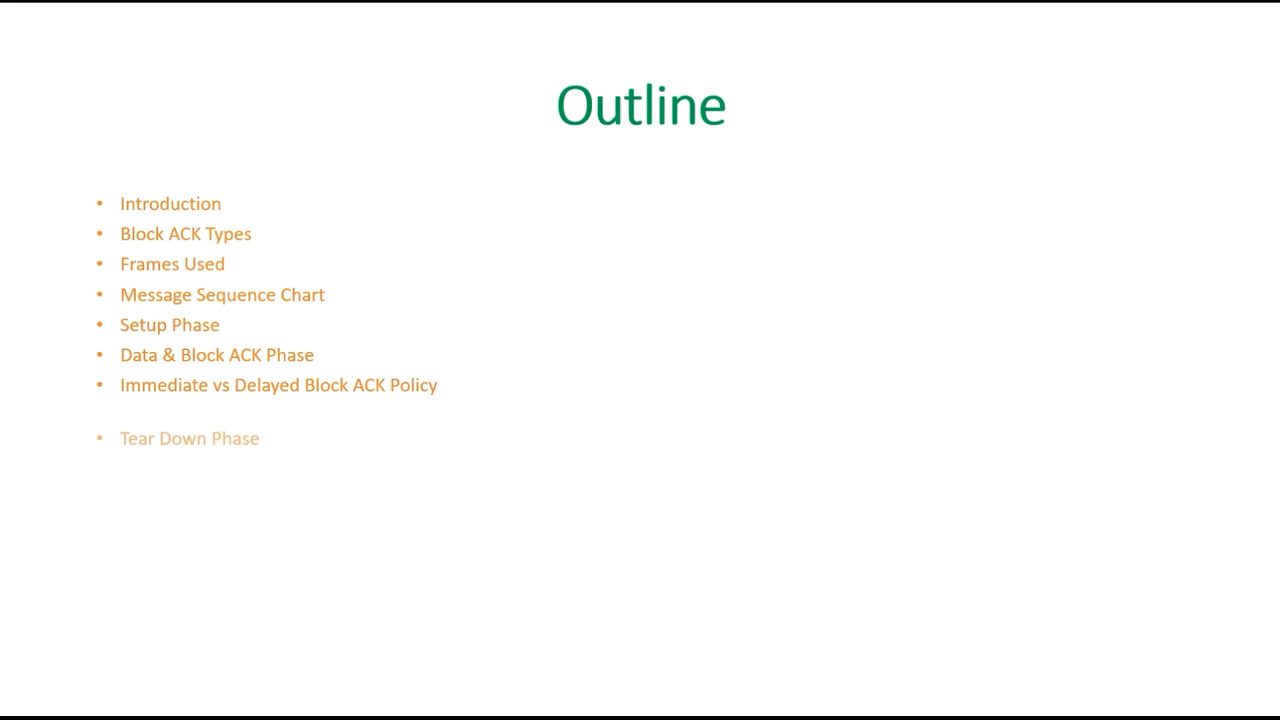 Outline
• Introduction
• Block ACK Types
• Frames Used
• Message Sequence Chart
• Setup Phase
• Data & Block ACK Phase
• Immediate vs Delayed Block ACK Policy
• Tear Down Phase